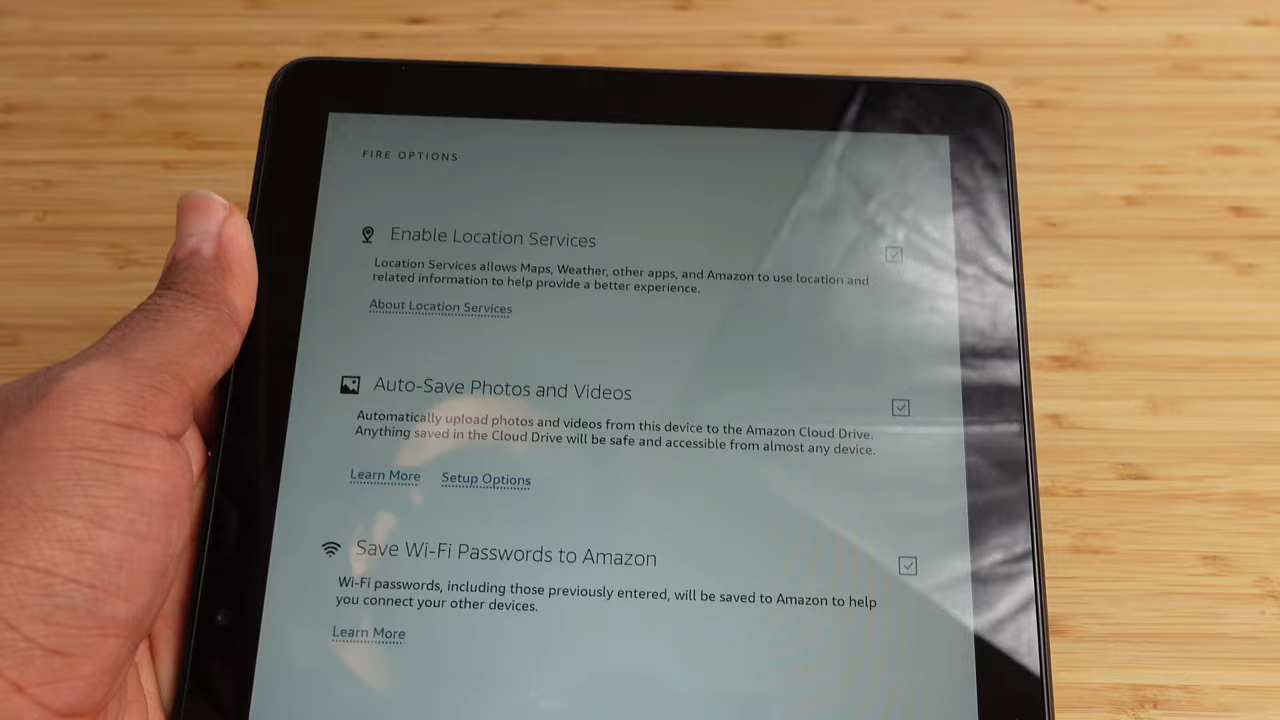 FIRE OPTIONS
Enable Location Services
Location Services allows Maps, Weather, other apps, and Amazon to use location and
related information to help provide a better experience.
About Location Services
Auto-Save Photos and Videos
Automatically upload photos and videos from this device to the Amazon Cloud Drive.
Anything saved in the Cloud Drive will be safe and accessible from almost any device.
Learn More Setup Options
Save Wi-Fi Passwords to Amazon
Wi-Fi passwords, including those previously entered, will be saved to Amazon to help
you connect your other devices.
Learn More